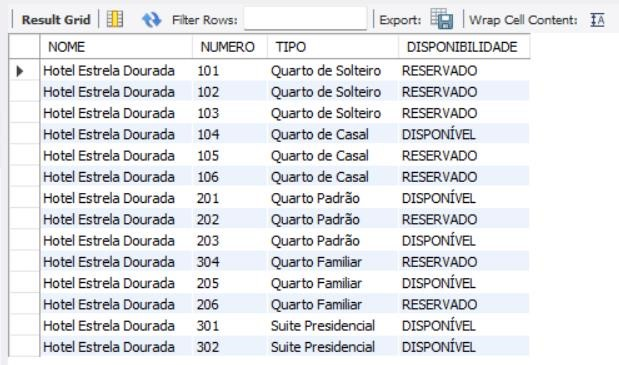 Result Grid Filter Rows: Export: Wrap Cell Content:
NOME NUMERO TIPO DISPONIBILIDADE
Hotel Estrela Dourada 101 Quarto de Solteiro RESERVADO
Hotel Estrela Dourada 102 Quarto de Solteiro RESERVADO
Hotel Estrela Dourada 103 Quarto de Solteiro RESERVADO
Hotel Estrela Dourada 104 Quarto de Casal DISPONÍVEL
Hotel Estrela Dourada 105 Quarto de Casal RESERVADO
Hotel Estrela Dourada 106 Quarto de Casal RESERVADO
Hotel Estrela Dourada 201 Quarto Padrão DISPONÍVEL
Hotel Estrela Dourada 202 Quarto Padrão RESERVADO
Hotel Estrela Dourada 203 Quarto Padrão DISPONÍVEL
Hotel Estrela Dourada 304 Quarto Familiar RESERVADO
Hotel Estrela Dourada 205 Quarto Familiar DISPONÍVEL
Hotel Estrela Dourada 206 Quarto Familiar RESERVADO
Hotel Estrela Dourada 301 Suite Presidencial DISPONÍVEL
Hotel Estrela Dourada 302 Suite Presidencial DISPONÍVEL